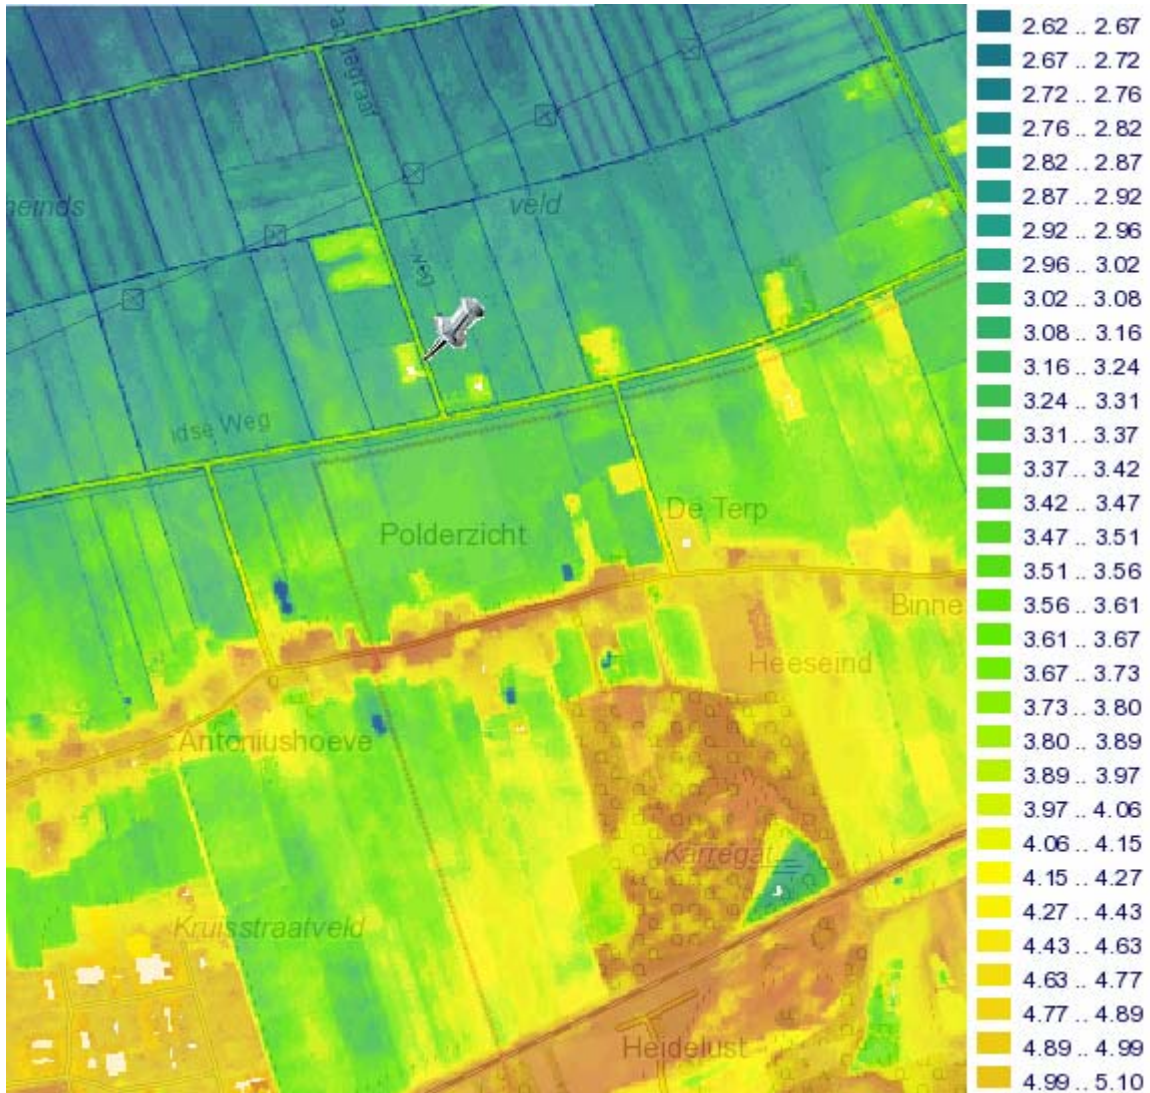 neinds
veld
weg
idse Weg
Polderzicht
De Terp
Binne
Heeseind
Antoniushoeve
Karregat
Kruisstraatveld
Heidelust
2.62 .. 2.67
2.67 .. 2.72
2.72 .. 2.76
2.76 .. 2.82
2.82 .. 2.87
2.87 .. 2.92
2.92 .. 2.96
2.96 .. 3.02
3.02 .. 3.08
3.08 .. 3.16
3.16 .. 3.24
3.24 .. 3.31
3.31 .. 3.37
3.37 .. 3.42
3.42 .. 3.47
3.47 .. 3.51
3.51 .. 3.56
3.56 .. 3.61
3.61 .. 3.67
3.67 .. 3.73
3.73 .. 3.80
3.80 .. 3.89
3.89 .. 3.97
3.97 .. 4.06
4.06 .. 4.15
4.15 .. 4.27
4.27 .. 4.43
4.43 .. 4.63
4.63 .. 4.77
4.77 .. 4.89
4.89 .. 4.99
4.99 .. 5.10